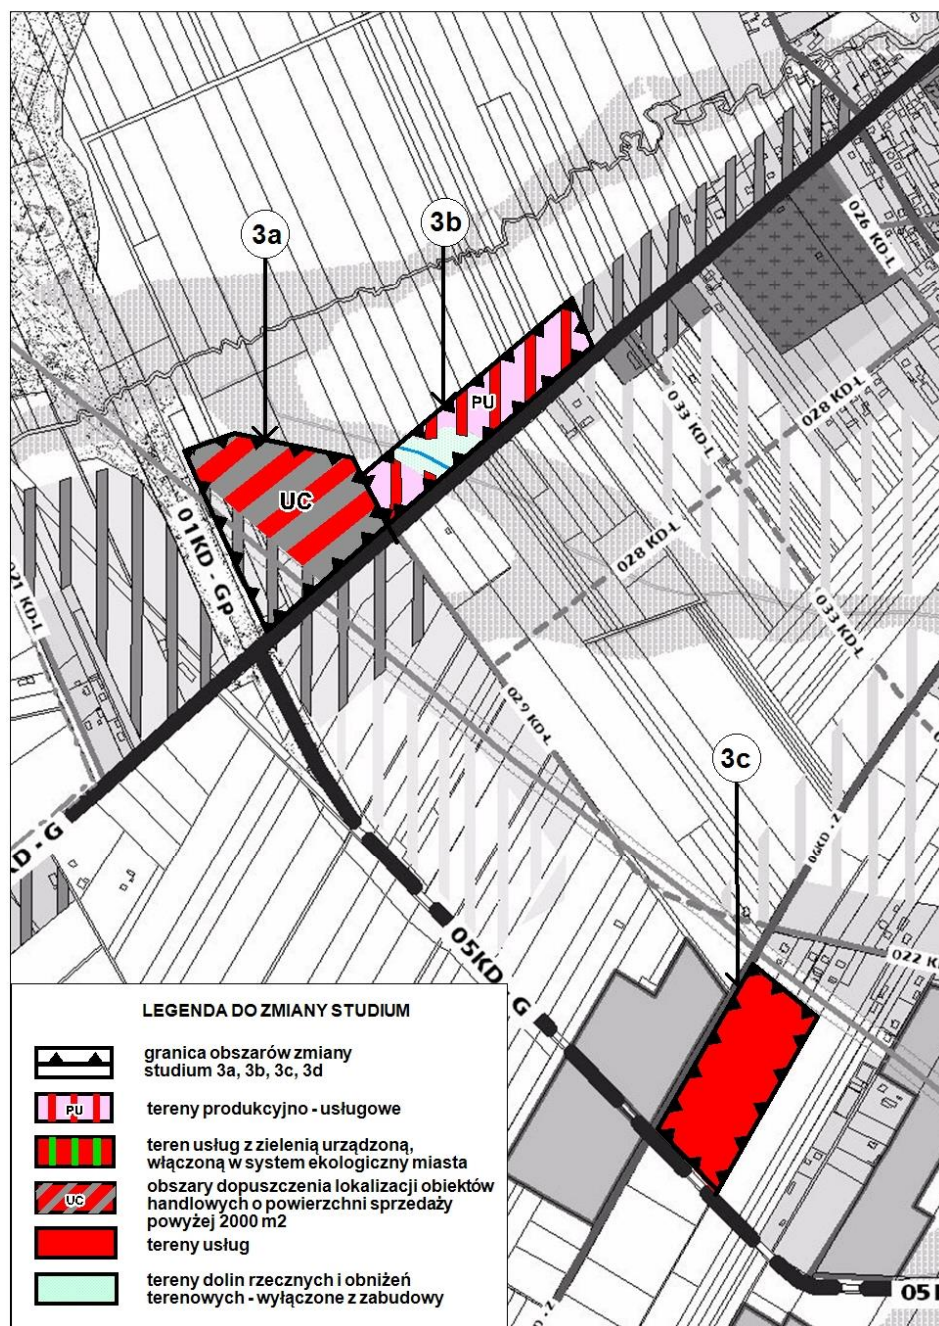 3a
3b
026 KD-L
PU
033 KD-L
028 KD-L
UC
01KD - Gp
028 KD-L
021 KD-L
033 KD-L
029 KD-L
3c
06KD - Z
KD - G
05KD - G
022 K
LEGENDA DO ZMIANY STUDIUM
granica obszarów zmiany
studium 3a, 3b, 3c, 3d
PU
tereny produkcyjno - usługowe
teren usług z zielenią urządzoną,
włączoną w system ekologiczny miasta
UC
obszary dopuszczenia lokalizacji obiektów
handlowych o powierzchni sprzedaży
powyżej 2000 m2
tereny usług
tereny dolin rzecznych i obniżeń
terenowych - wyłączone z zabudowy
05